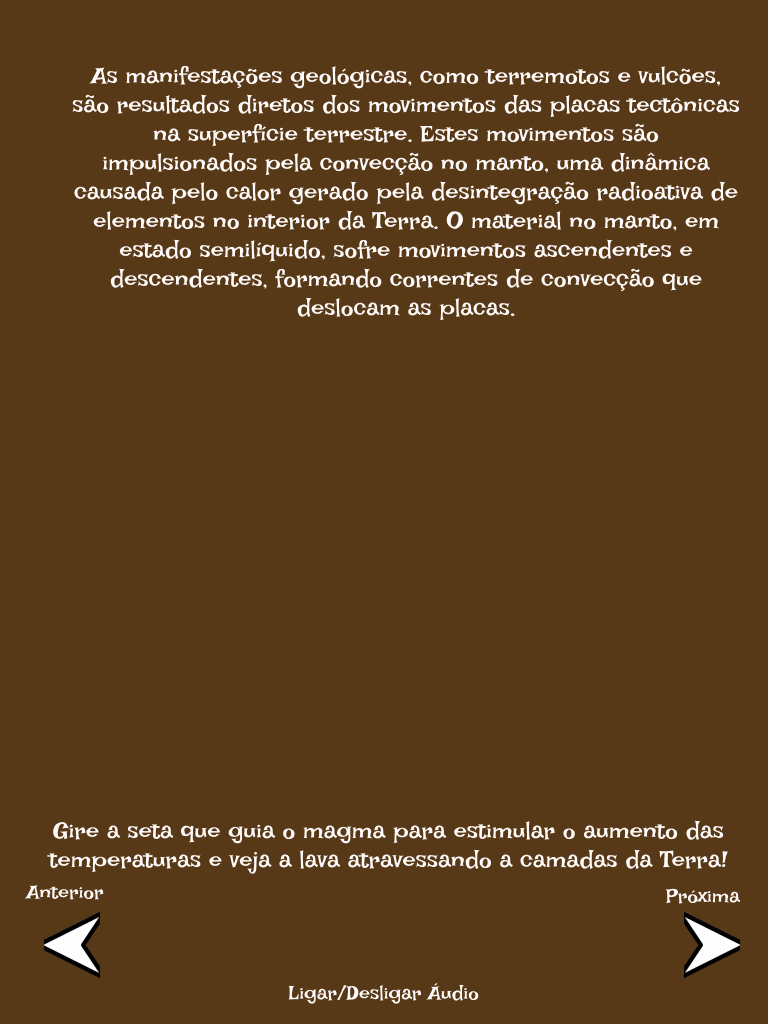 As manifestações geológicas, como terremotos e vulcões,
são resultados diretos dos movimentos das placas tectônicas
na superfície terrestre. Estes movimentos são
impulsionados pela convecção no manto, uma dinâmica
causada pelo calor gerado pela desintegração radioativa de
elementos no interior da Terra. O material no manto, em
estado semilíquido, sofre movimentos ascendentes e
descendentes, formando correntes de convecção que
deslocam as placas.
Gire a seta que guia o magma para estimular o aumento das
temperaturas e veja a lava atravessando a camadas da Terra!
Anterior
Próxima
Ligar/Desligar Áudio